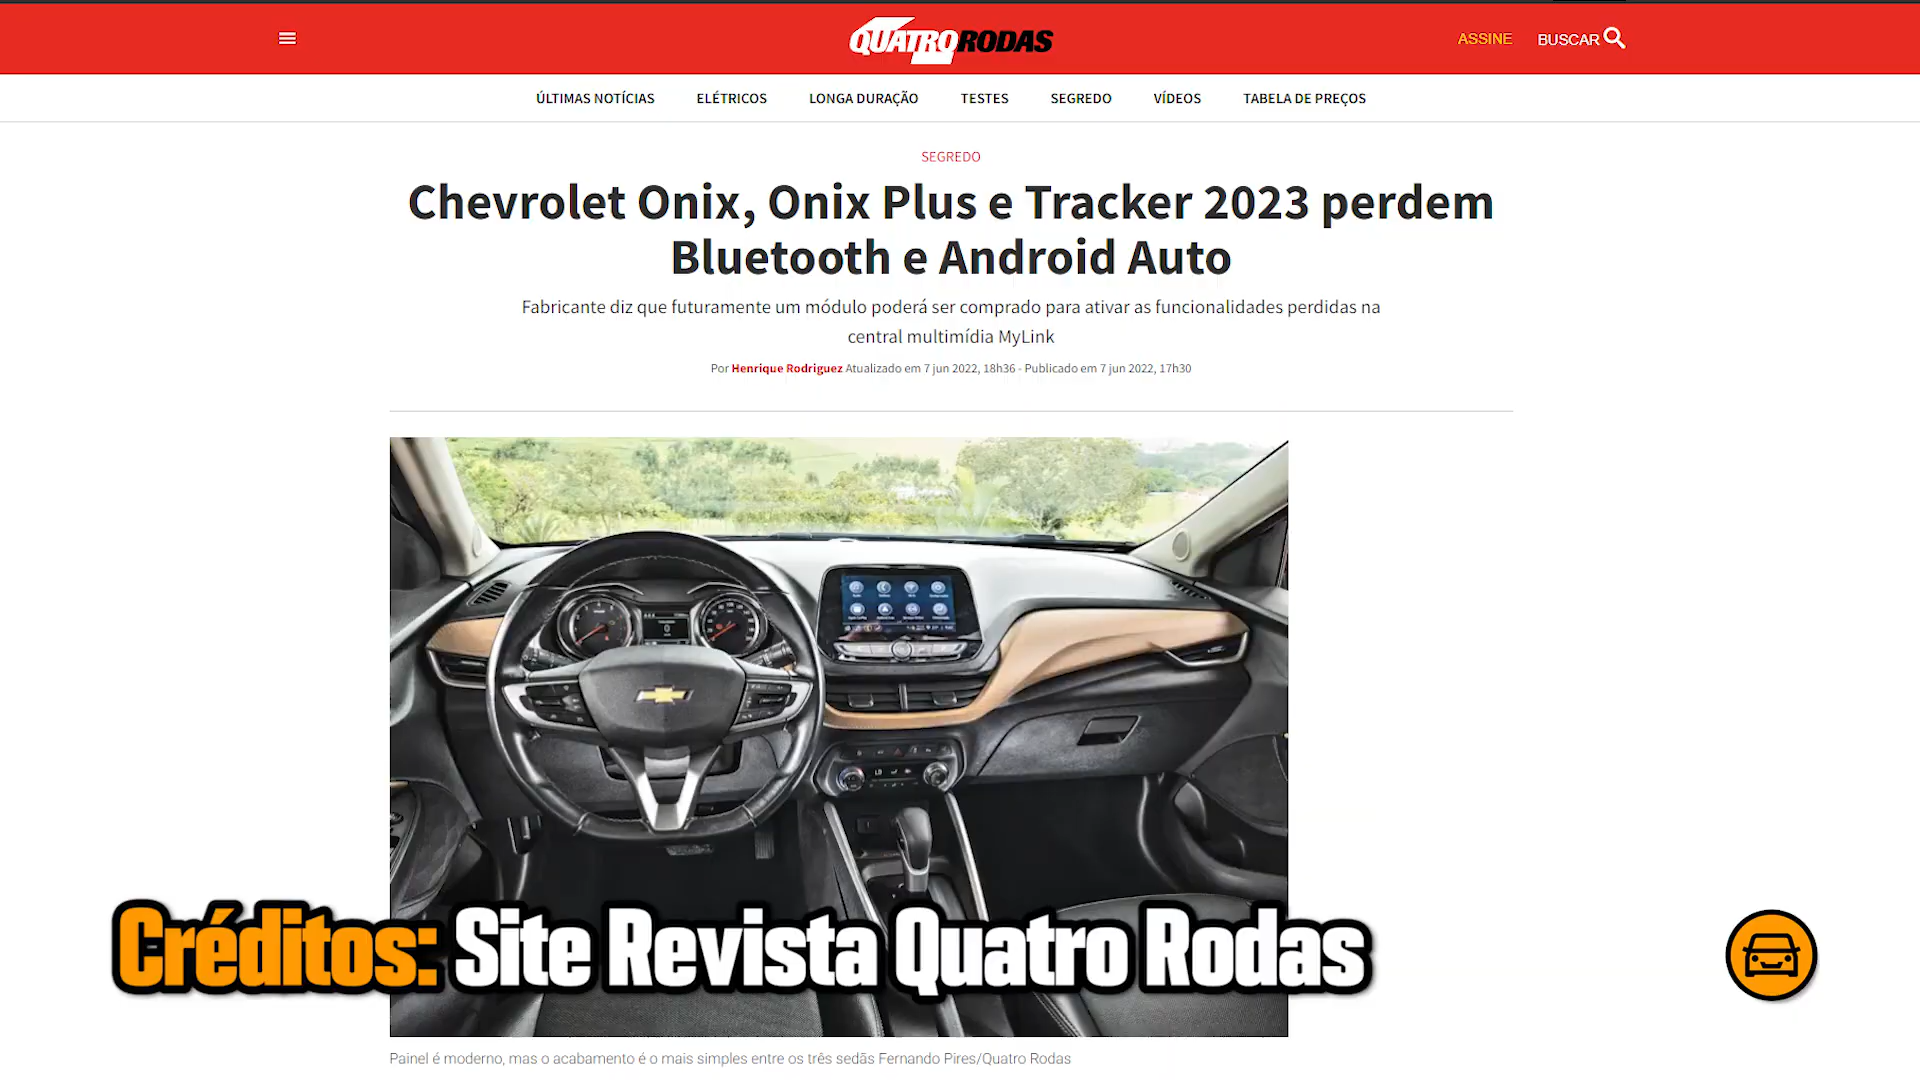 QUATRO RODAS
ASSINE
BUSCAR
ÚLTIMAS NOTÍCIAS ELÉTRICOS LONGA DURAÇÃO TESTES SEGREDO VÍDEOS TABELA DE PREÇOS
SEGREDO
Chevrolet Onix, Onix Plus e Tracker 2023 perdem
Bluetooth e Android Auto
Fabricante diz que futuramente um módulo poderá ser comprado para ativar as funcionalidades perdidas na
central multimídia MyLink
Por Henrique Rodriguez Atualizado em 7 jun 2022, 18h36 - Publicado em 7 jun 2022, 17h30
Créditos: Site Revista Quatro Rodas
Painel é moderno, mas o acabamento é o mais simples entre os três sedãs Fernando Pires/Quatro Rodas